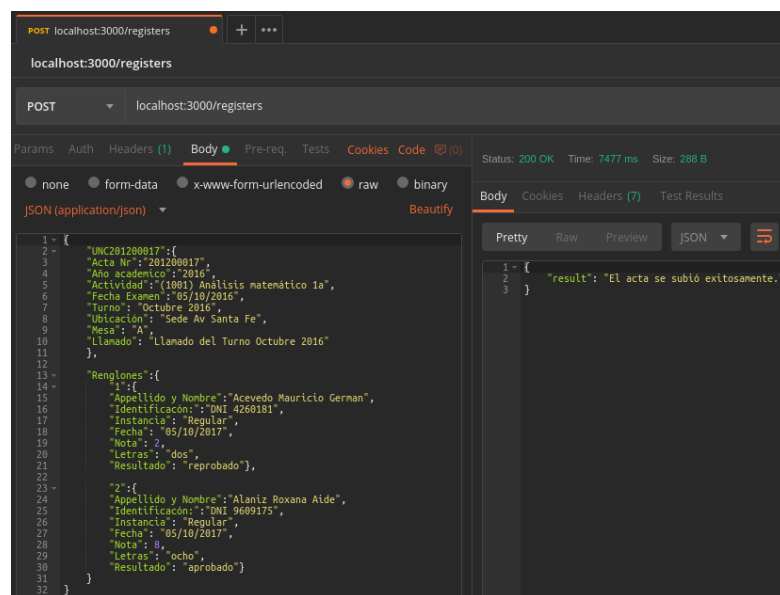 POST localhost:3000/registers + •••
localhost:3000/registers
POST localhost:3000/registers
Params Auth Headers (1) Body Pre-req. Tests Cookies Code (0)
none form-data x-www-form-urlencoded raw binary
JSON (application/json) Beautify
1 {
2 "UNC201200017":{
3 "Acta Nr":"201200017",
4 "Año academico":"2016",
5 "Actividad":"(1001) Análisis matemático 1a",
6 "Fecha Examen":"05/10/2016",
7 "Turno": "Octubre 2016",
8 "Ubicación": "Sede Av Santa Fe",
9 "Mesa": "A",
10 "Llamado": "Llamado del Turno Octubre 2016"
11 },
12
13 "Renglones":{
14 "1":{
15 "Appellido y Nombre":"Acevedo Mauricio German",
16 "Identificacón:":"DNI 4260181",
17 "Instancia": "Regular",
18 "Fecha": "05/10/2017",
19 "Nota": 2,
20 "Letras": "dos",
21 "Resultado": "reprobado"},
22
23 "2":{
24 "Appellido y Nombre":"Alaniz Roxana Aide",
25 "Identificacón:":"DNI 9609175",
26 "Instancia": "Regular",
27 "Fecha": "05/10/2017",
28 "Nota": 8,
29 "Letras": "ocho",
30 "Resultado": "aprobado"}
31 }
32 }
Status: 200 OK Time: 7477 ms Size: 288 B
Body Cookies Headers (7) Test Results
Pretty Raw Preview JSON
1 {
2 "result": "El acta se subió exitosamente.
3 }